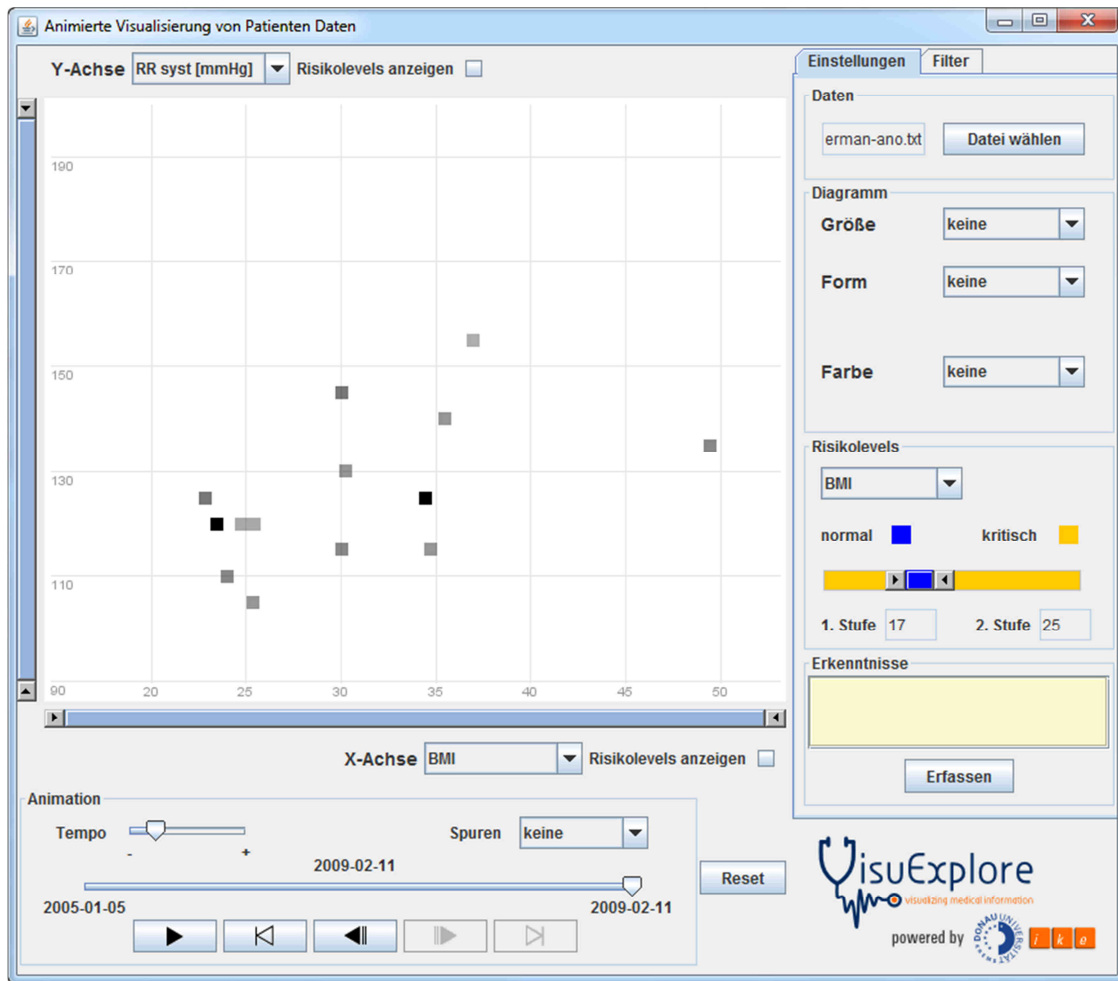 Animierte Visualisierung von Patienten Daten
Y-Achse RR syst [mmHg] Risikolevels anzeigen
190
170
150
130
110
90 20 25 30 35 40 45 50
X-Achse BMI Risikolevels anzeigen
Animation
Tempo - + Spuren keine
2009-02-11
2005-01-05 2009-02-11
Reset
Einstellungen Filter
Daten
erman-ano.txt Datei wählen
Diagramm
Größe keine
Form keine
Farbe keine
Risikolevels
BMI
normal kritisch
1. Stufe 17 2. Stufe 25
Erkenntnisse
Erfassen
VisuExplore
visualizing medical information
powered by DONAU UNIVERSITÄT i k e